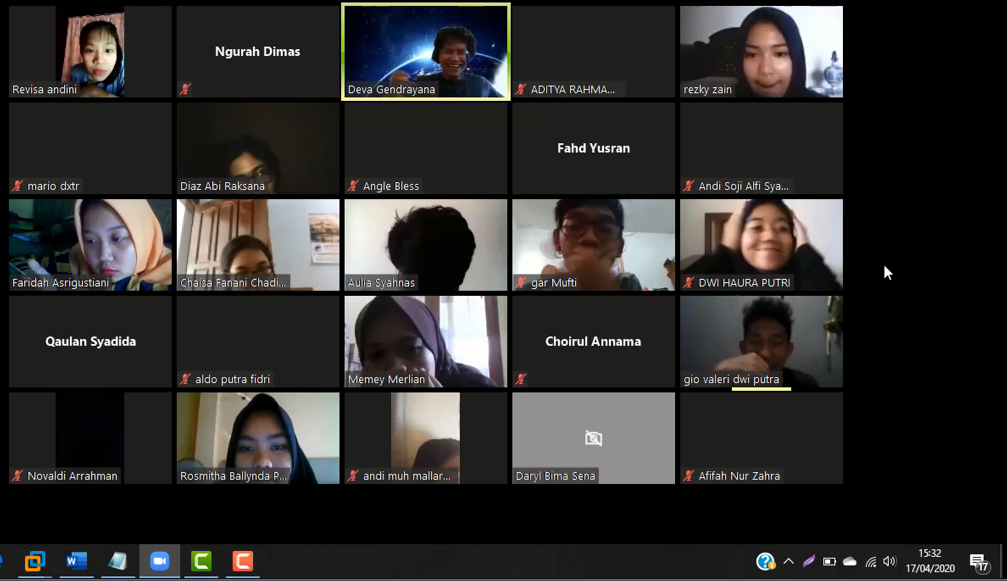 Revisa andini
Ngurah Dimas
Deva Gendrayana
ADITYA RAHMA...
rezky zain
mario dxtr
Diaz Abi Raksana
Angle Bless
Fahd Yusran
Andi Soji Alfi Sya...
Faridah Asrigustiani
Chaisa Fanani Chadi...
Aulia Syahnas
gar Mufti
DWI HAURA PUTRI
Qaulan Syadida
aldo putra fidri
Memey Merlian
Choirul Annama
gio valeri dwi putra
Novaldi Arrahman
Rosmitha Ballynda P...
andi muh mallar...
Daryl Bima Sena
Afifah Nur Zahra
15:32
17/04/2020
17